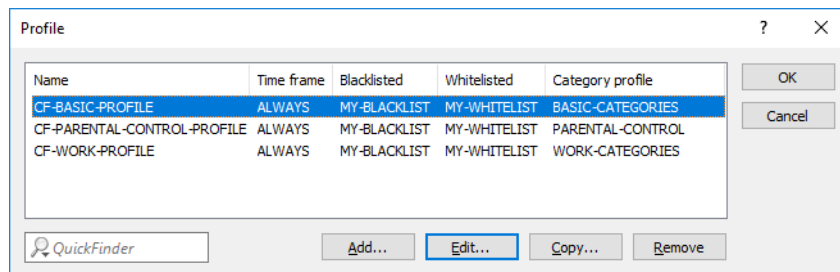 Profile ?
Name Time frame Blacklisted Whitelisted Category profile
CF-BASIC-PROFILE ALWAYS MY-BLACKLIST MY-WHITELIST BASIC-CATEGORIES
CF-PARENTAL-CONTROL-PROFILE ALWAYS MY-BLACKLIST MY-WHITELIST PARENTAL-CONTROL
CF-WORK-PROFILE ALWAYS MY-BLACKLIST MY-WHITELIST WORK-CATEGORIES
OK
Cancel
QuickFinder Add... Edit... Copy... Remove